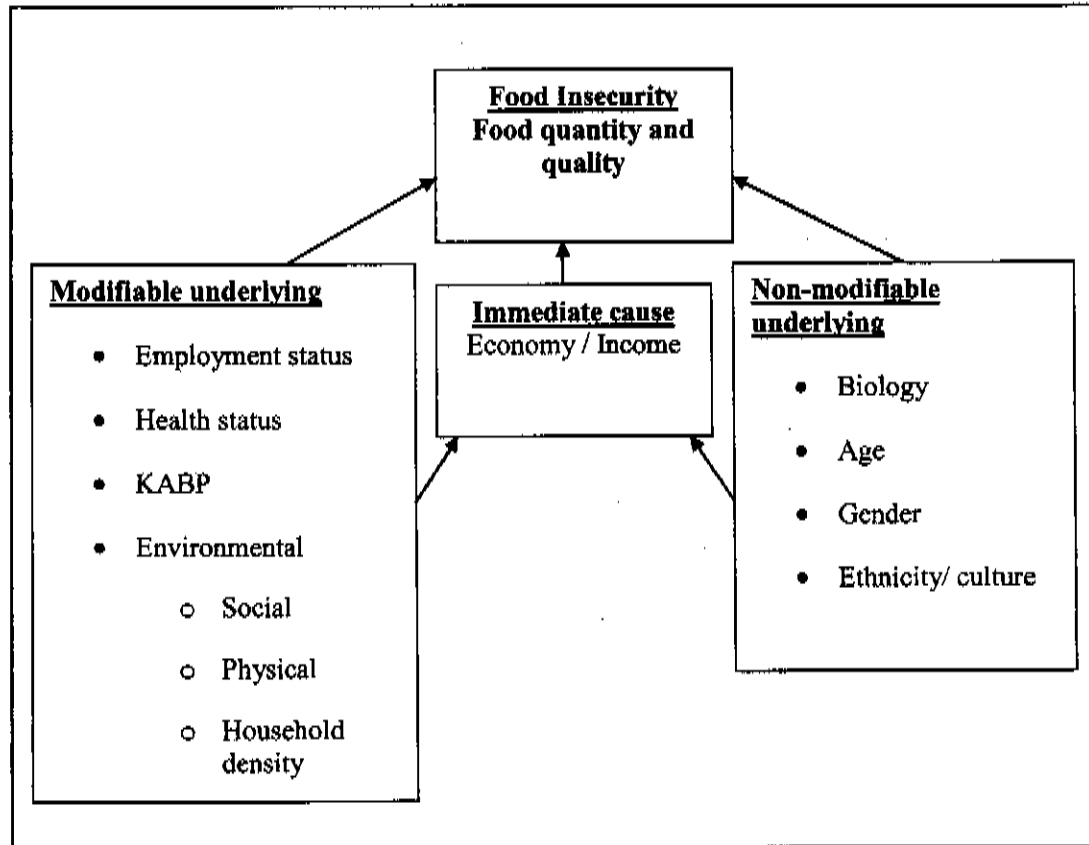 Food Insecurity
Food quantity and
quality
Modifiable underlying
• Employment status
• Health status
• KABP
• Environmental
o Social
o Physical
o Household
density
Immediate cause
Economy / Income
Non-modifiable
underlying
• Biology
• Age
• Gender
• Ethnicity/ culture